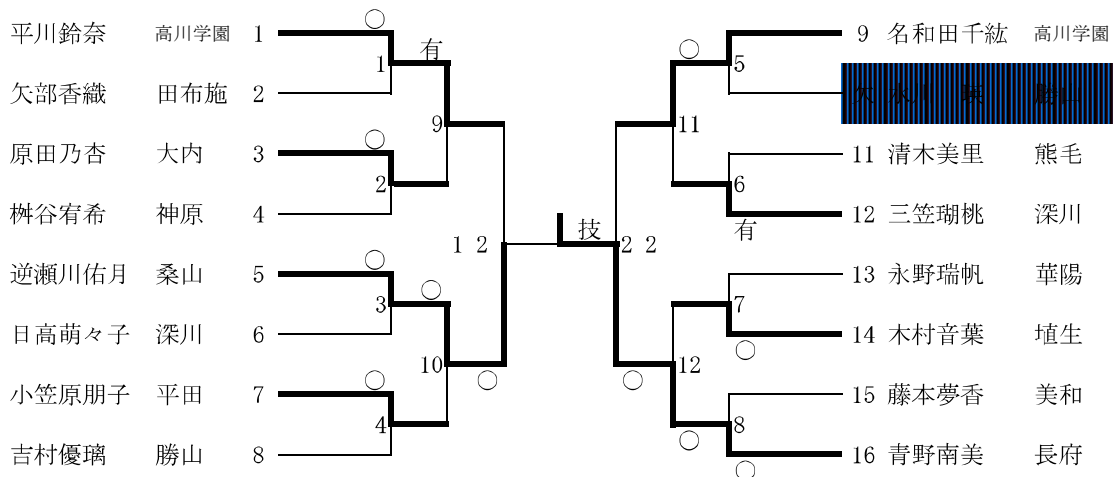 平川鈴奈 高川学園 1
矢部香織 田布施 2
原田乃杏 大内 3
桝谷宥希 神原 4
逆瀬川佑月 桑山 5
日高萌々子 深川 6
小笠原朋子 平田 7
吉村優璃 勝山 8
○
1
有
9
○
2
○
3
○
10
○
○
4
12
技
22
○
11
5
6
有
7
○
12
○
○
8
○
9 名和田千紘 高川学園
11 清木美里 熊毛
12 三笠瑚桃 深川
13 永野瑞帆 華陽
14 木村音葉 埴生
15 藤本夢香 美和
16 青野南美 長府